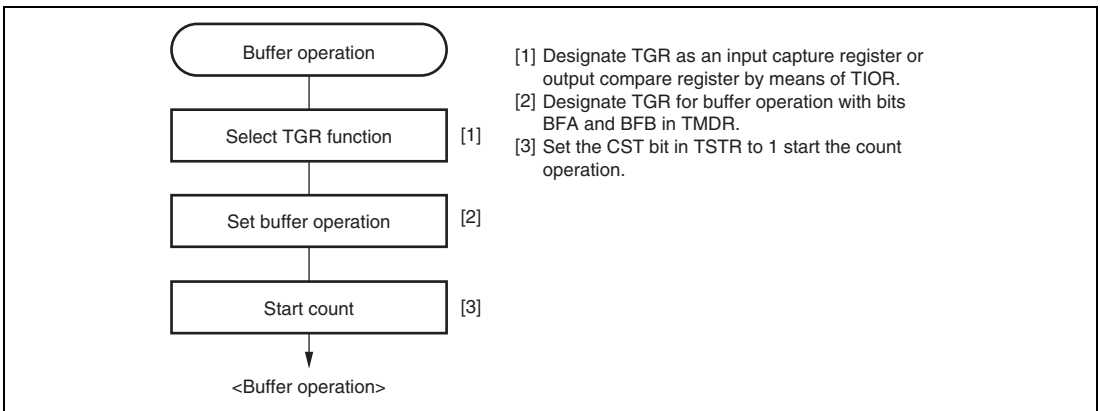 Buffer operation
Select TGR function
[1]
Set buffer operation
[2]
Start count
[3]
<Buffer operation>
[1] Designate TGR as an input capture register or
output compare register by means of TIOR.
[2] Designate TGR for buffer operation with bits
BFA and BFB in TMDR.
[3] Set the CST bit in TSTR to 1 start the count
operation.